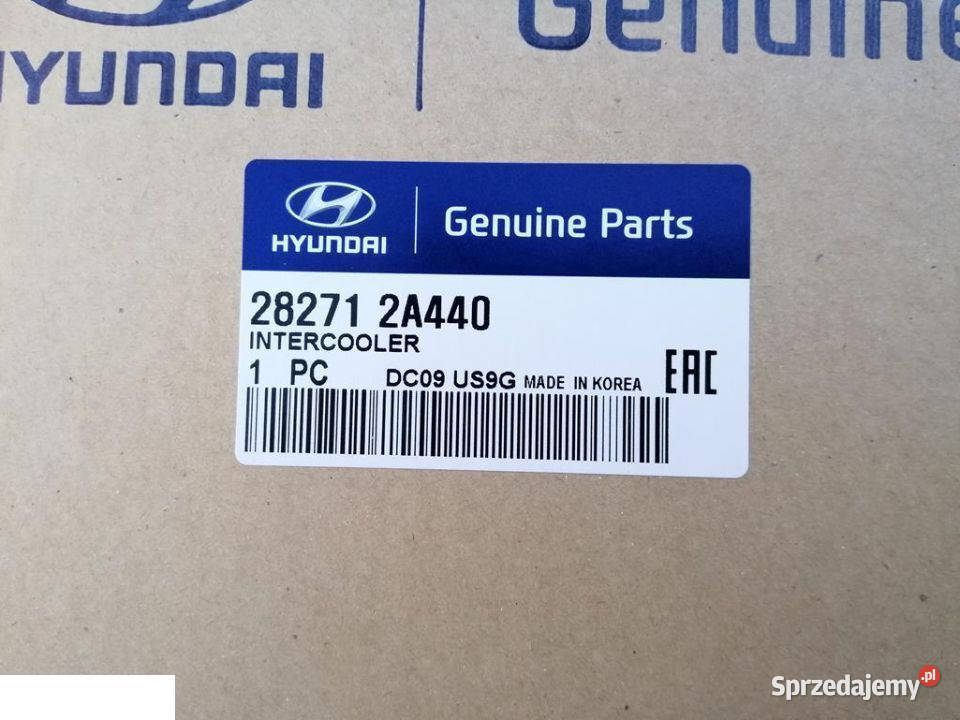 HYUNDAI
Genuine
HYUNDAI
Genuine Parts
28271 2A440
INTERCOOLER
1 PC DC09 US9G MADE IN KOREA EAC
Sprzedajemy.pl